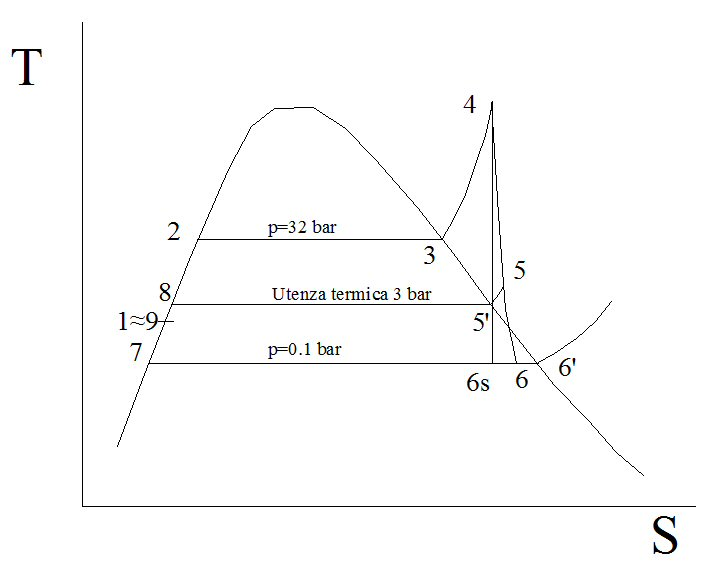 T
4
2
p=32 bar
3
5
8
Utenza termica 3 bar
1≈9
5'
7
p=0.1 bar
6s
6
6'
S